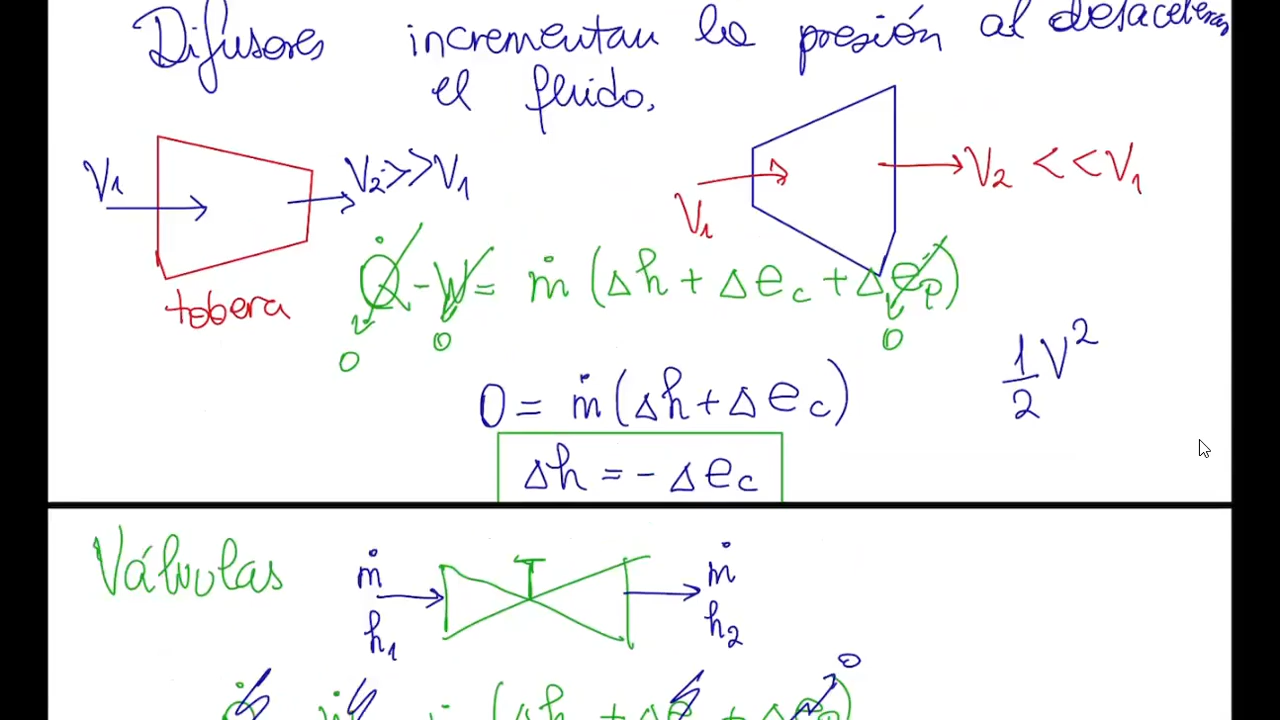 Difusores incrementan la presión al desacelerar
el fluido.
V1
V2>>V1
V1
V2 <<V1
tobera
Q̇ - Ẇ = ṁ (Δh + Δec + Δep)
0
0
0
0 = ṁ (Δh + Δec)
1/2 V²
Δh = - Δec
Válvulas
ṁ
ṁ
h1
h2
0